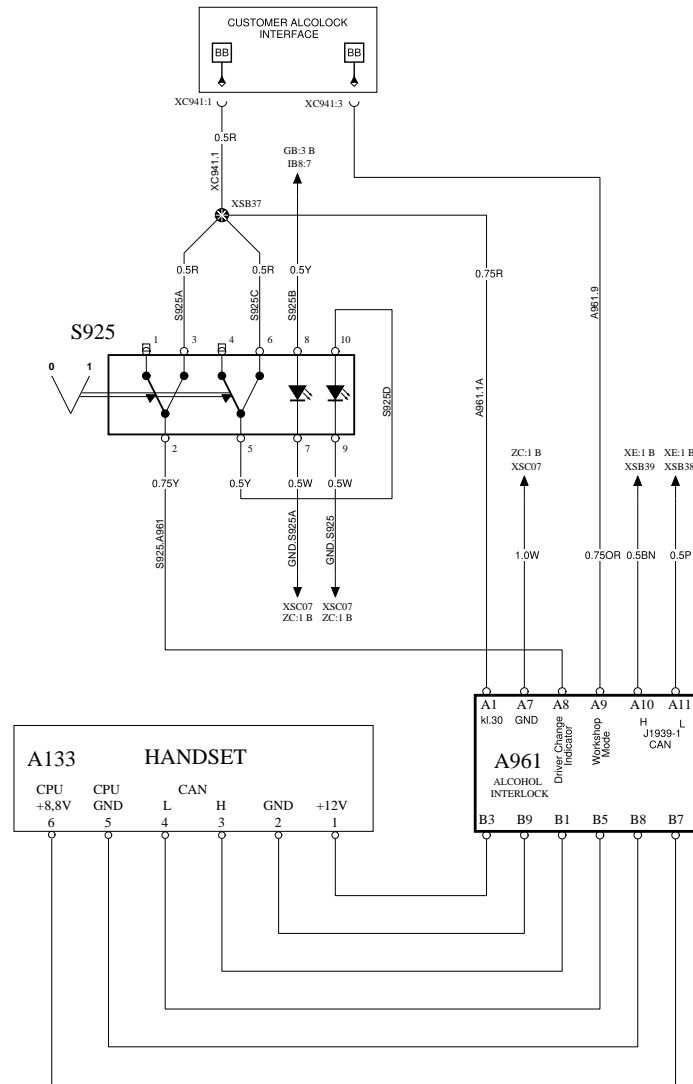 CUSTOMER ALCOLOCK
INTERFACE
BB
BB
XC941:1
XC941:3
0.5R
XC941.1
GB:3 B
IB8:7
XSB37
0.5R
0.5R
0.5Y
0.75R
S925A
S925C
S925B
A961.9
S925
1
3
4
6
8
10
0
1
S925D
A961.1A
2
5
7
9
ZC:1 B
XSC07
XE:1 B
XSB39
XE:1 B
XSB38
0.75Y
0.5Y
0.5W
0.5W
S925.A961
GND.S925A
GND.S925
1.0W
0.75OR
0.5BN
0.5P
XSC07
ZC:1 B
XSC07
ZC:1 B
A1
A7
A8
A9
A10
A11
kl.30
GND
Driver Change
Indicator
Workshop
Mode
H
L
J1939-1
CAN
A961
ALCOHOL
INTERLOCK
B3
B9
B1
B5
B8
B7
A133
HANDSET
CPU
CPU
CAN
+8,8V
GND
L
H
GND
+12V
6
5
4
3
2
1